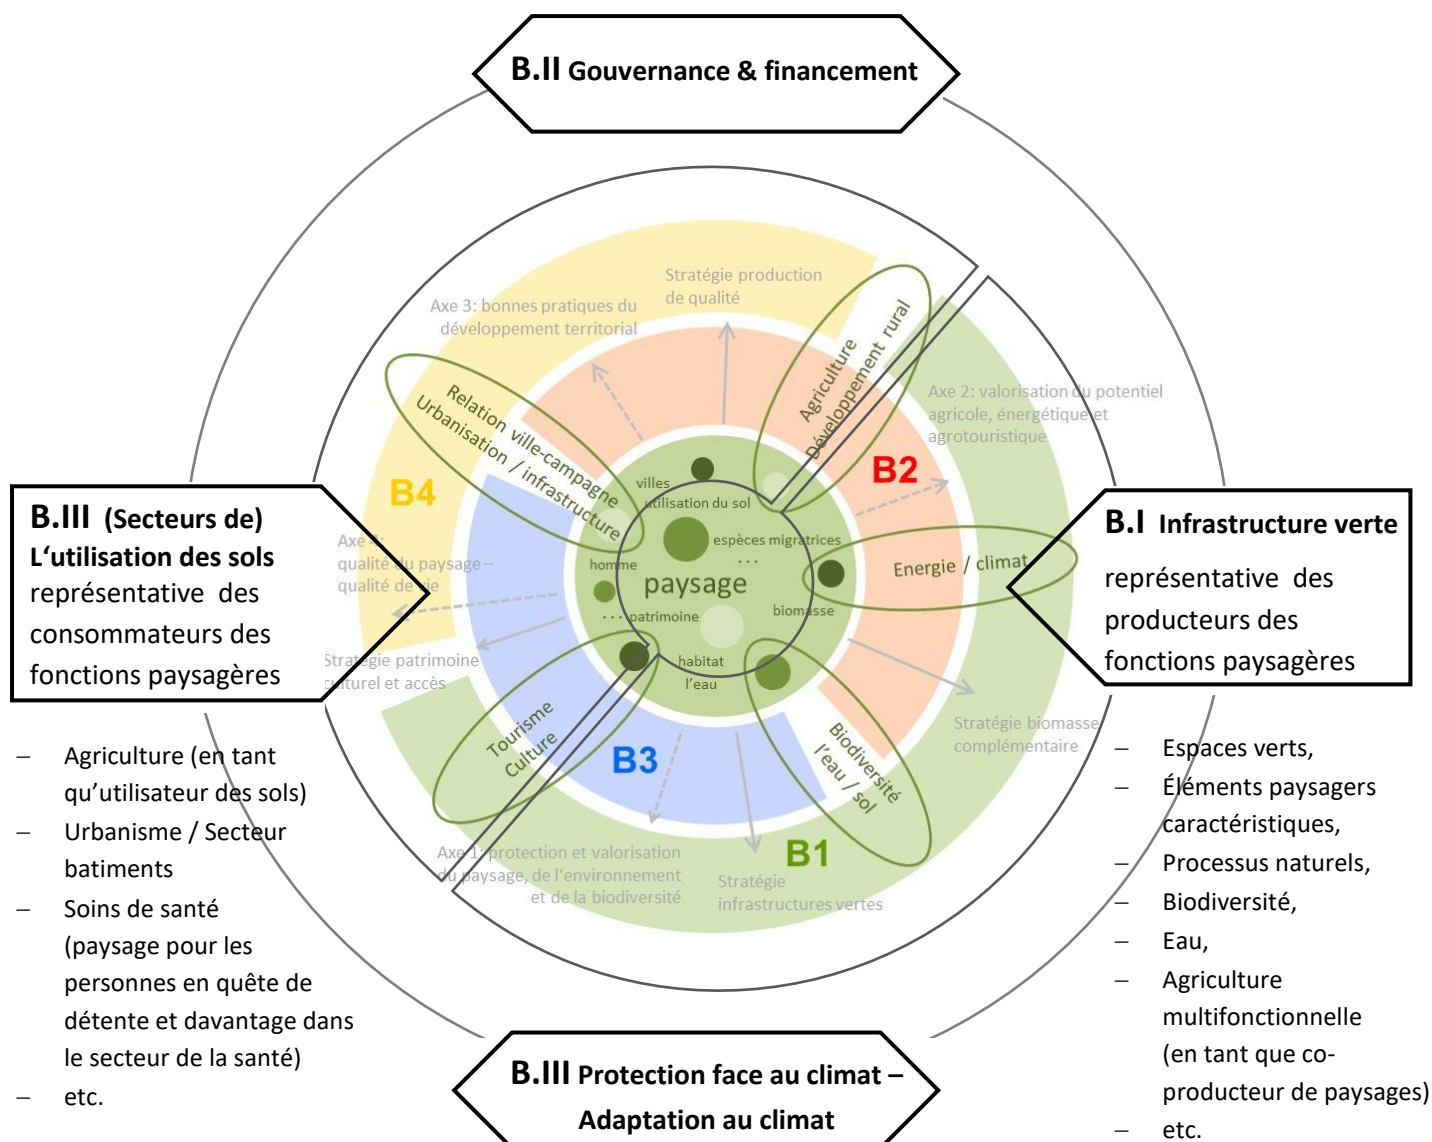 B.II Gouvernance & financement
Stratégie production
de qualité
Axe 3: bonnes pratiques du
développement territorial
Agriculture
Développement rural
Relation ville-campagne
Urbanisation / infrastructure
Axe 2: valorisation du potentiel
agricole, énergétique et
agrotouristique
B2
B4
villes
utilisation du sol
espèces migratrices
...
homme
paysage
biomasse
... patrimoine
habitat
l'eau
Energie / climat
Axe 4:
qualité du paysage –
qualité de vie
B.III (Secteurs de)
L‘utilisation des sols
représentative des
consommateurs des
fonctions paysagères
B.I Infrastructure verte
représentative des
producteurs des
fonctions paysagères
Stratégie patrimoine
culturel et accès
Tourisme
Culture
B3
Biodiversité
l'eau / sol
Stratégie biomasse
complémentaire
B1
Axe 1: protection et valorisation
du paysage, de l'environnement
et de la biodiversité
Stratégie
infrastructures vertes
– Agriculture (en tant
qu’utilisateur des sols)
– Urbanisme / Secteur
batiments
– Soins de santé
(paysage pour les
personnes en quête de
détente et davantage dans
le secteur de la santé)
– etc.
– Espaces verts,
– Éléments paysagers
caractéristiques,
– Processus naturels,
– Biodiversité,
– Eau,
– Agriculture
multifonctionnelle
(en tant que co-
producteur de paysages)
– etc.
B.III Protection face au climat –
Adaptation au climat